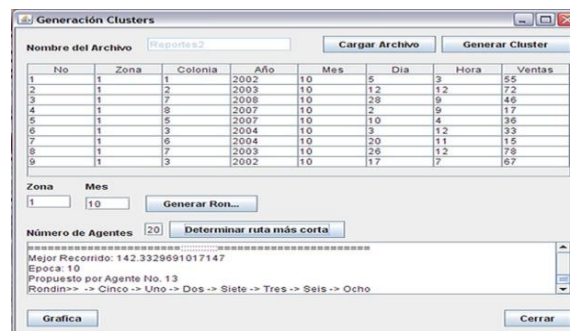 Generación Clusters
Nombre del Archivo Reportes2 Cargar Archivo Generar Cluster
No Zona Colonia Año Mes Dia Hora Ventas
1 1 1 2002 10 5 3 55
2 1 2 2003 10 12 12 72
3 1 7 2008 10 28 9 46
4 1 8 2007 10 2 9 17
5 1 5 2007 10 10 4 36
6 1 3 2004 10 3 12 33
7 1 6 2004 10 20 11 15
8 1 7 2003 10 26 12 78
9 1 3 2002 10 17 7 67
Zona Mes
1 10 Generar Ron...
Número de Agentes 20 Determinar ruta más corta
Mejor Recorrido: 142.3329691017147
Epoca: 10
Propuesto por Agente No. 13
Rondin>> -> Cinco -> Uno -> Dos -> Siete -> Tres -> Seis -> Ocho
Grafica Cerrar